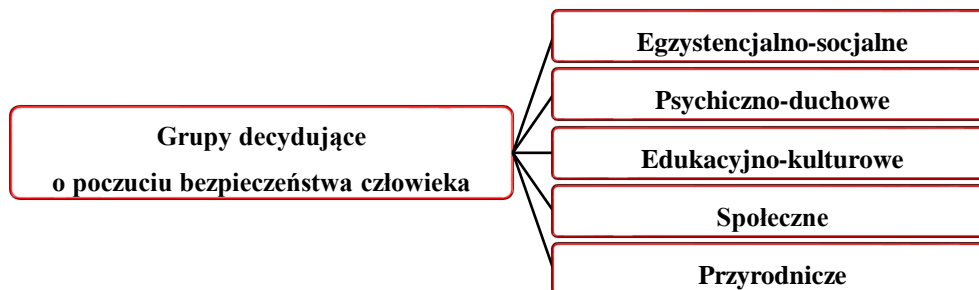 Grupy decydujące
o poczuciu bezpieczeństwa człowieka
Egzystencjalno-socjalne
Psychiczno-duchowe
Edukacyjno-kulturowe
Społeczne
Przyrodnicze